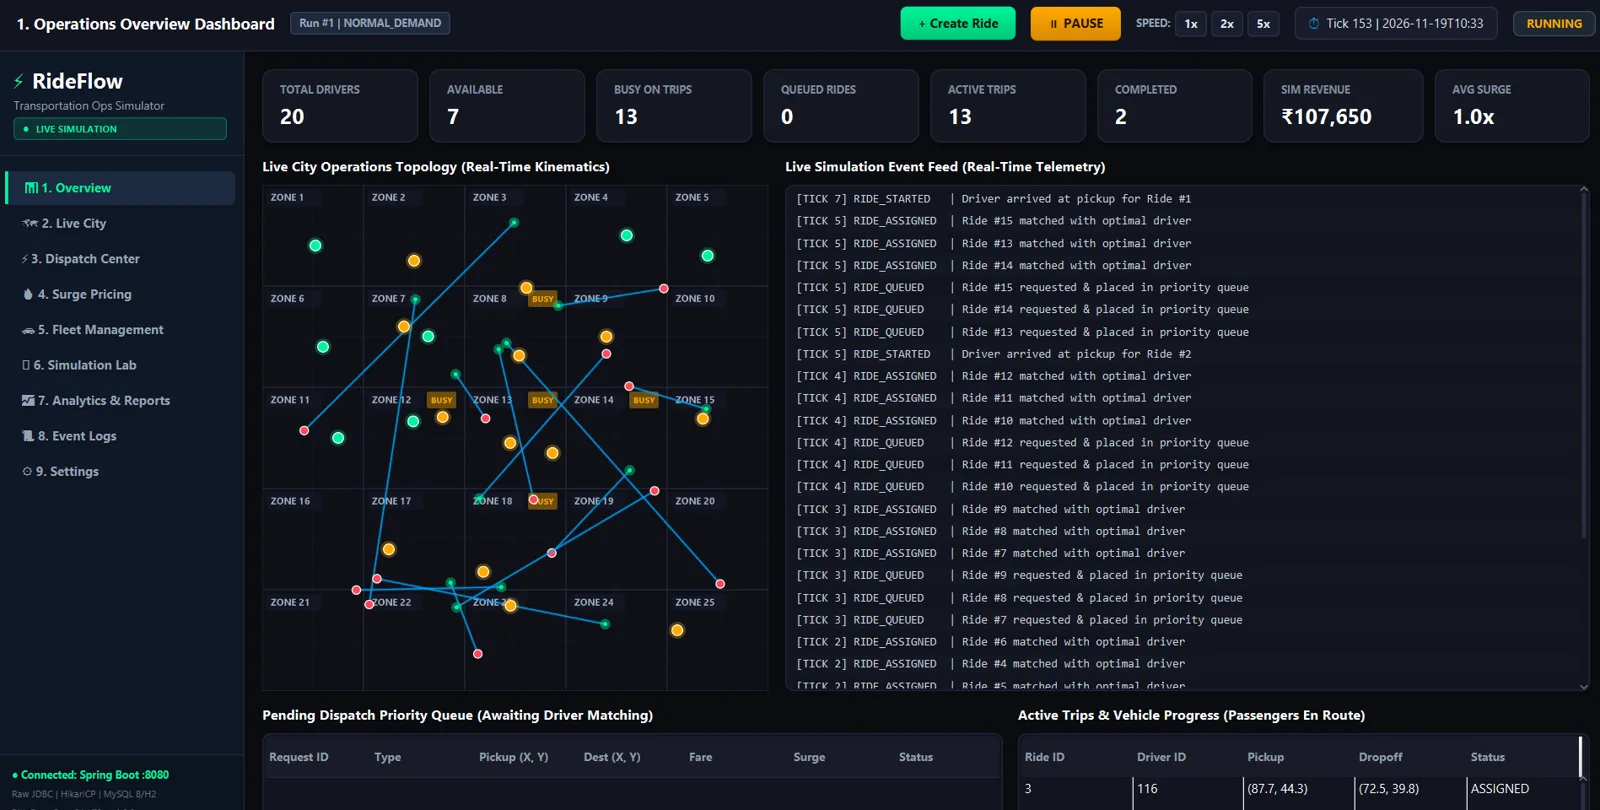 1. Operations Overview Dashboard
Run #1 | NORMAL_DEMAND
+ Create Ride
⏸ PAUSE
SPEED:
1x
2x
5x
Tick 153 | 2026-11-19T10:33
RUNNING
⚡ RideFlow
Transportation Ops Simulator
● LIVE SIMULATION
1. Overview
2. Live City
⚡ 3. Dispatch Center
4. Surge Pricing
5. Fleet Management
6. Simulation Lab
7. Analytics & Reports
8. Event Logs
9. Settings
● Connected: Spring Boot :8080
Raw JDBC | HikariCP | MySQL 8/H2
TOTAL DRIVERS
20
AVAILABLE
7
BUSY ON TRIPS
13
QUEUED RIDES
0
ACTIVE TRIPS
13
COMPLETED
2
SIM REVENUE
₹107,650
AVG SURGE
1.0x
Live City Operations Topology (Real-Time Kinematics)
ZONE 1
ZONE 2
ZONE 3
ZONE 4
ZONE 5
ZONE 6
ZONE 7
ZONE 8
BUSY
ZONE 9
ZONE 10
ZONE 11
ZONE 12
BUSY
ZONE 13
BUSY
ZONE 14
BUSY
ZONE 15
ZONE 16
ZONE 17
ZONE 18
BUSY
ZONE 19
ZONE 20
ZONE 21
ZONE 22
ZONE 23
ZONE 24
ZONE 25
Live Simulation Event Feed (Real-Time Telemetry)
[TICK 7] RIDE_STARTED | Driver arrived at pickup for Ride #1
[TICK 5] RIDE_ASSIGNED | Ride #15 matched with optimal driver
[TICK 5] RIDE_ASSIGNED | Ride #13 matched with optimal driver
[TICK 5] RIDE_ASSIGNED | Ride #14 matched with optimal driver
[TICK 5] RIDE_QUEUED | Ride #15 requested & placed in priority queue
[TICK 5] RIDE_QUEUED | Ride #14 requested & placed in priority queue
[TICK 5] RIDE_QUEUED | Ride #13 requested & placed in priority queue
[TICK 5] RIDE_STARTED | Driver arrived at pickup for Ride #2
[TICK 4] RIDE_ASSIGNED | Ride #12 matched with optimal driver
[TICK 4] RIDE_ASSIGNED | Ride #11 matched with optimal driver
[TICK 4] RIDE_ASSIGNED | Ride #10 matched with optimal driver
[TICK 4] RIDE_QUEUED | Ride #12 requested & placed in priority queue
[TICK 4] RIDE_QUEUED | Ride #11 requested & placed in priority queue
[TICK 4] RIDE_QUEUED | Ride #10 requested & placed in priority queue
[TICK 3] RIDE_ASSIGNED | Ride #9 matched with optimal driver
[TICK 3] RIDE_ASSIGNED | Ride #8 matched with optimal driver
[TICK 3] RIDE_ASSIGNED | Ride #7 matched with optimal driver
[TICK 3] RIDE_QUEUED | Ride #9 requested & placed in priority queue
[TICK 3] RIDE_QUEUED | Ride #8 requested & placed in priority queue
[TICK 3] RIDE_QUEUED | Ride #7 requested & placed in priority queue
[TICK 2] RIDE_ASSIGNED | Ride #6 matched with optimal driver
[TICK 2] RIDE_ASSIGNED | Ride #4 matched with optimal driver
[TICK 2] RIDE_ASSIGNED | Ride #5 matched with optimal driver
Pending Dispatch Priority Queue (Awaiting Driver Matching)
Request ID Type Pickup (X, Y) Dest (X, Y) Fare Surge Status
Active Trips & Vehicle Progress (Passengers En Route)
Ride ID Driver ID Pickup Dropoff Status
3 116 (87.7, 44.3) (72.5, 39.8) ASSIGNED